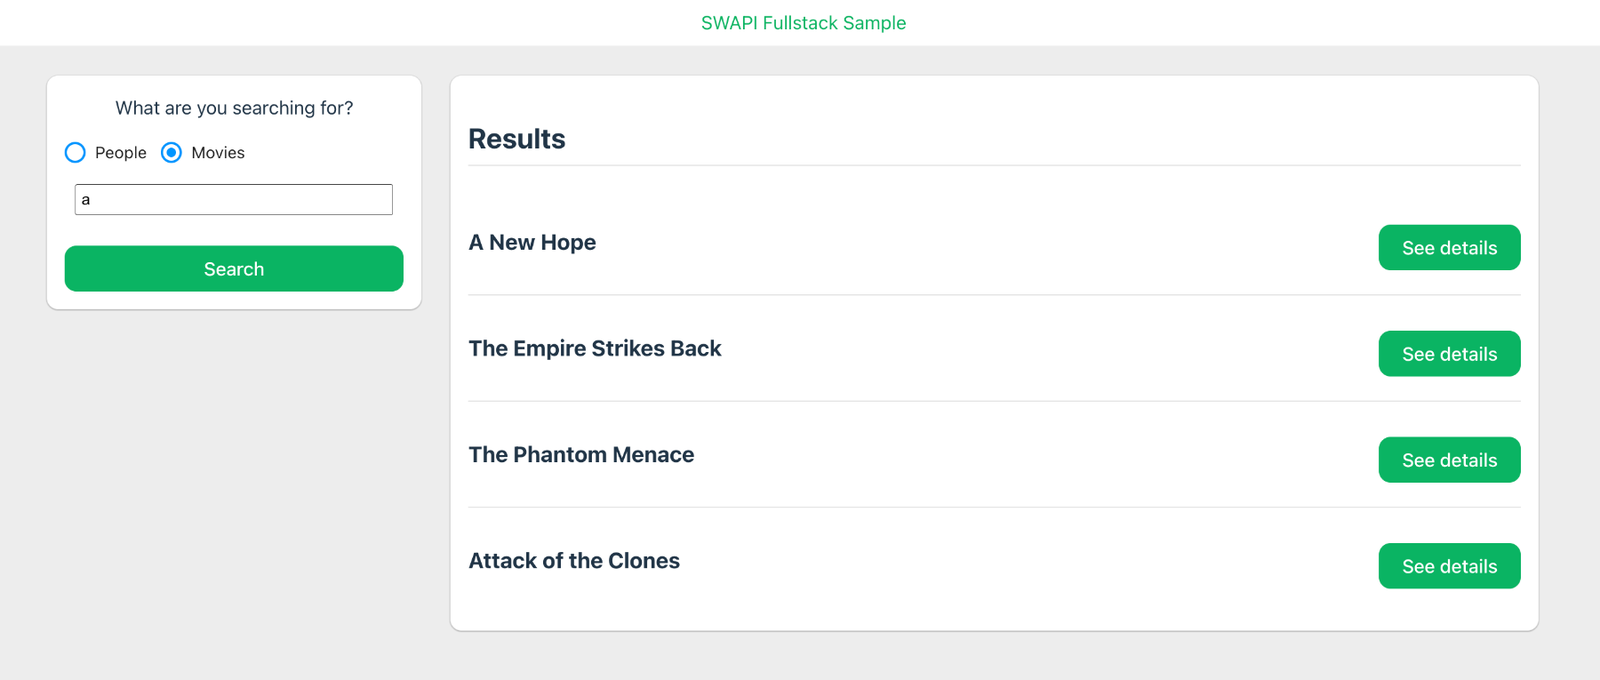 SWAPI Fullstack Sample
What are you searching for?
People Movies
a
Search
Results
A New Hope
See details
The Empire Strikes Back
See details
The Phantom Menace
See details
Attack of the Clones
See details